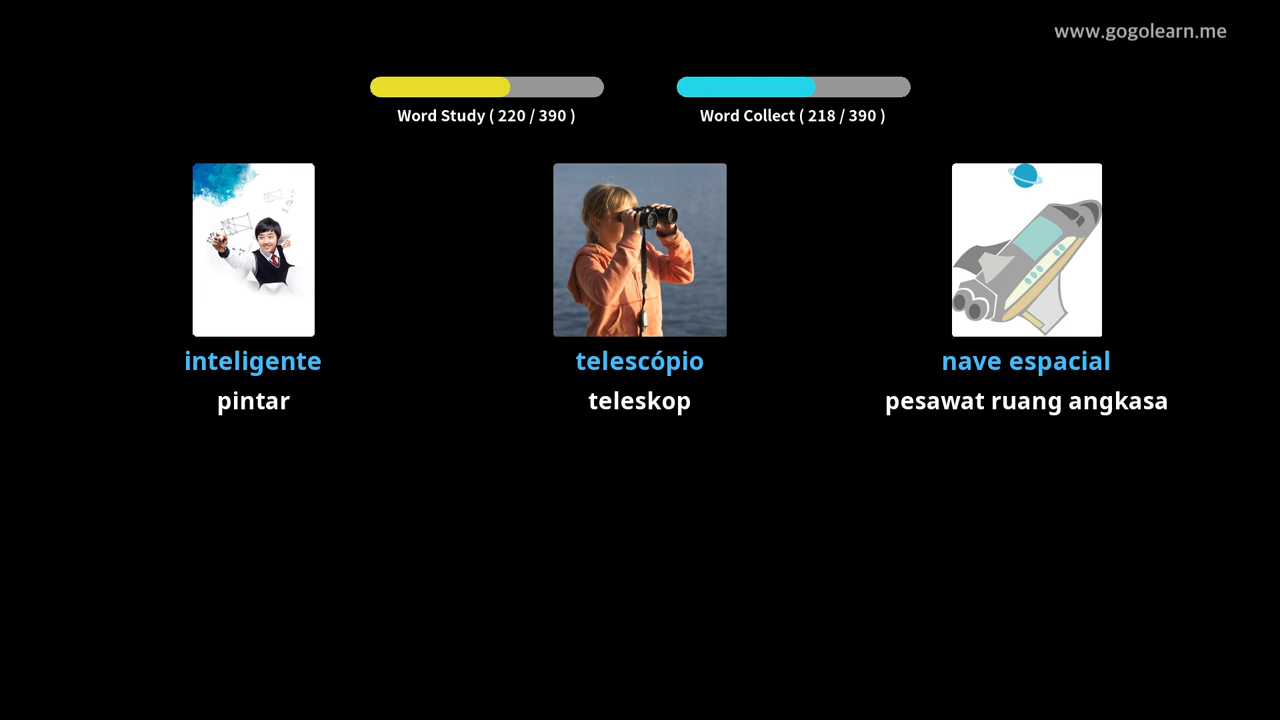 www.gogolearn.me
Word Study ( 220 / 390 )
Word Collect ( 218 / 390 )
inteligente
telescópio
nave espacial
pintar
teleskop
pesawat ruang angkasa